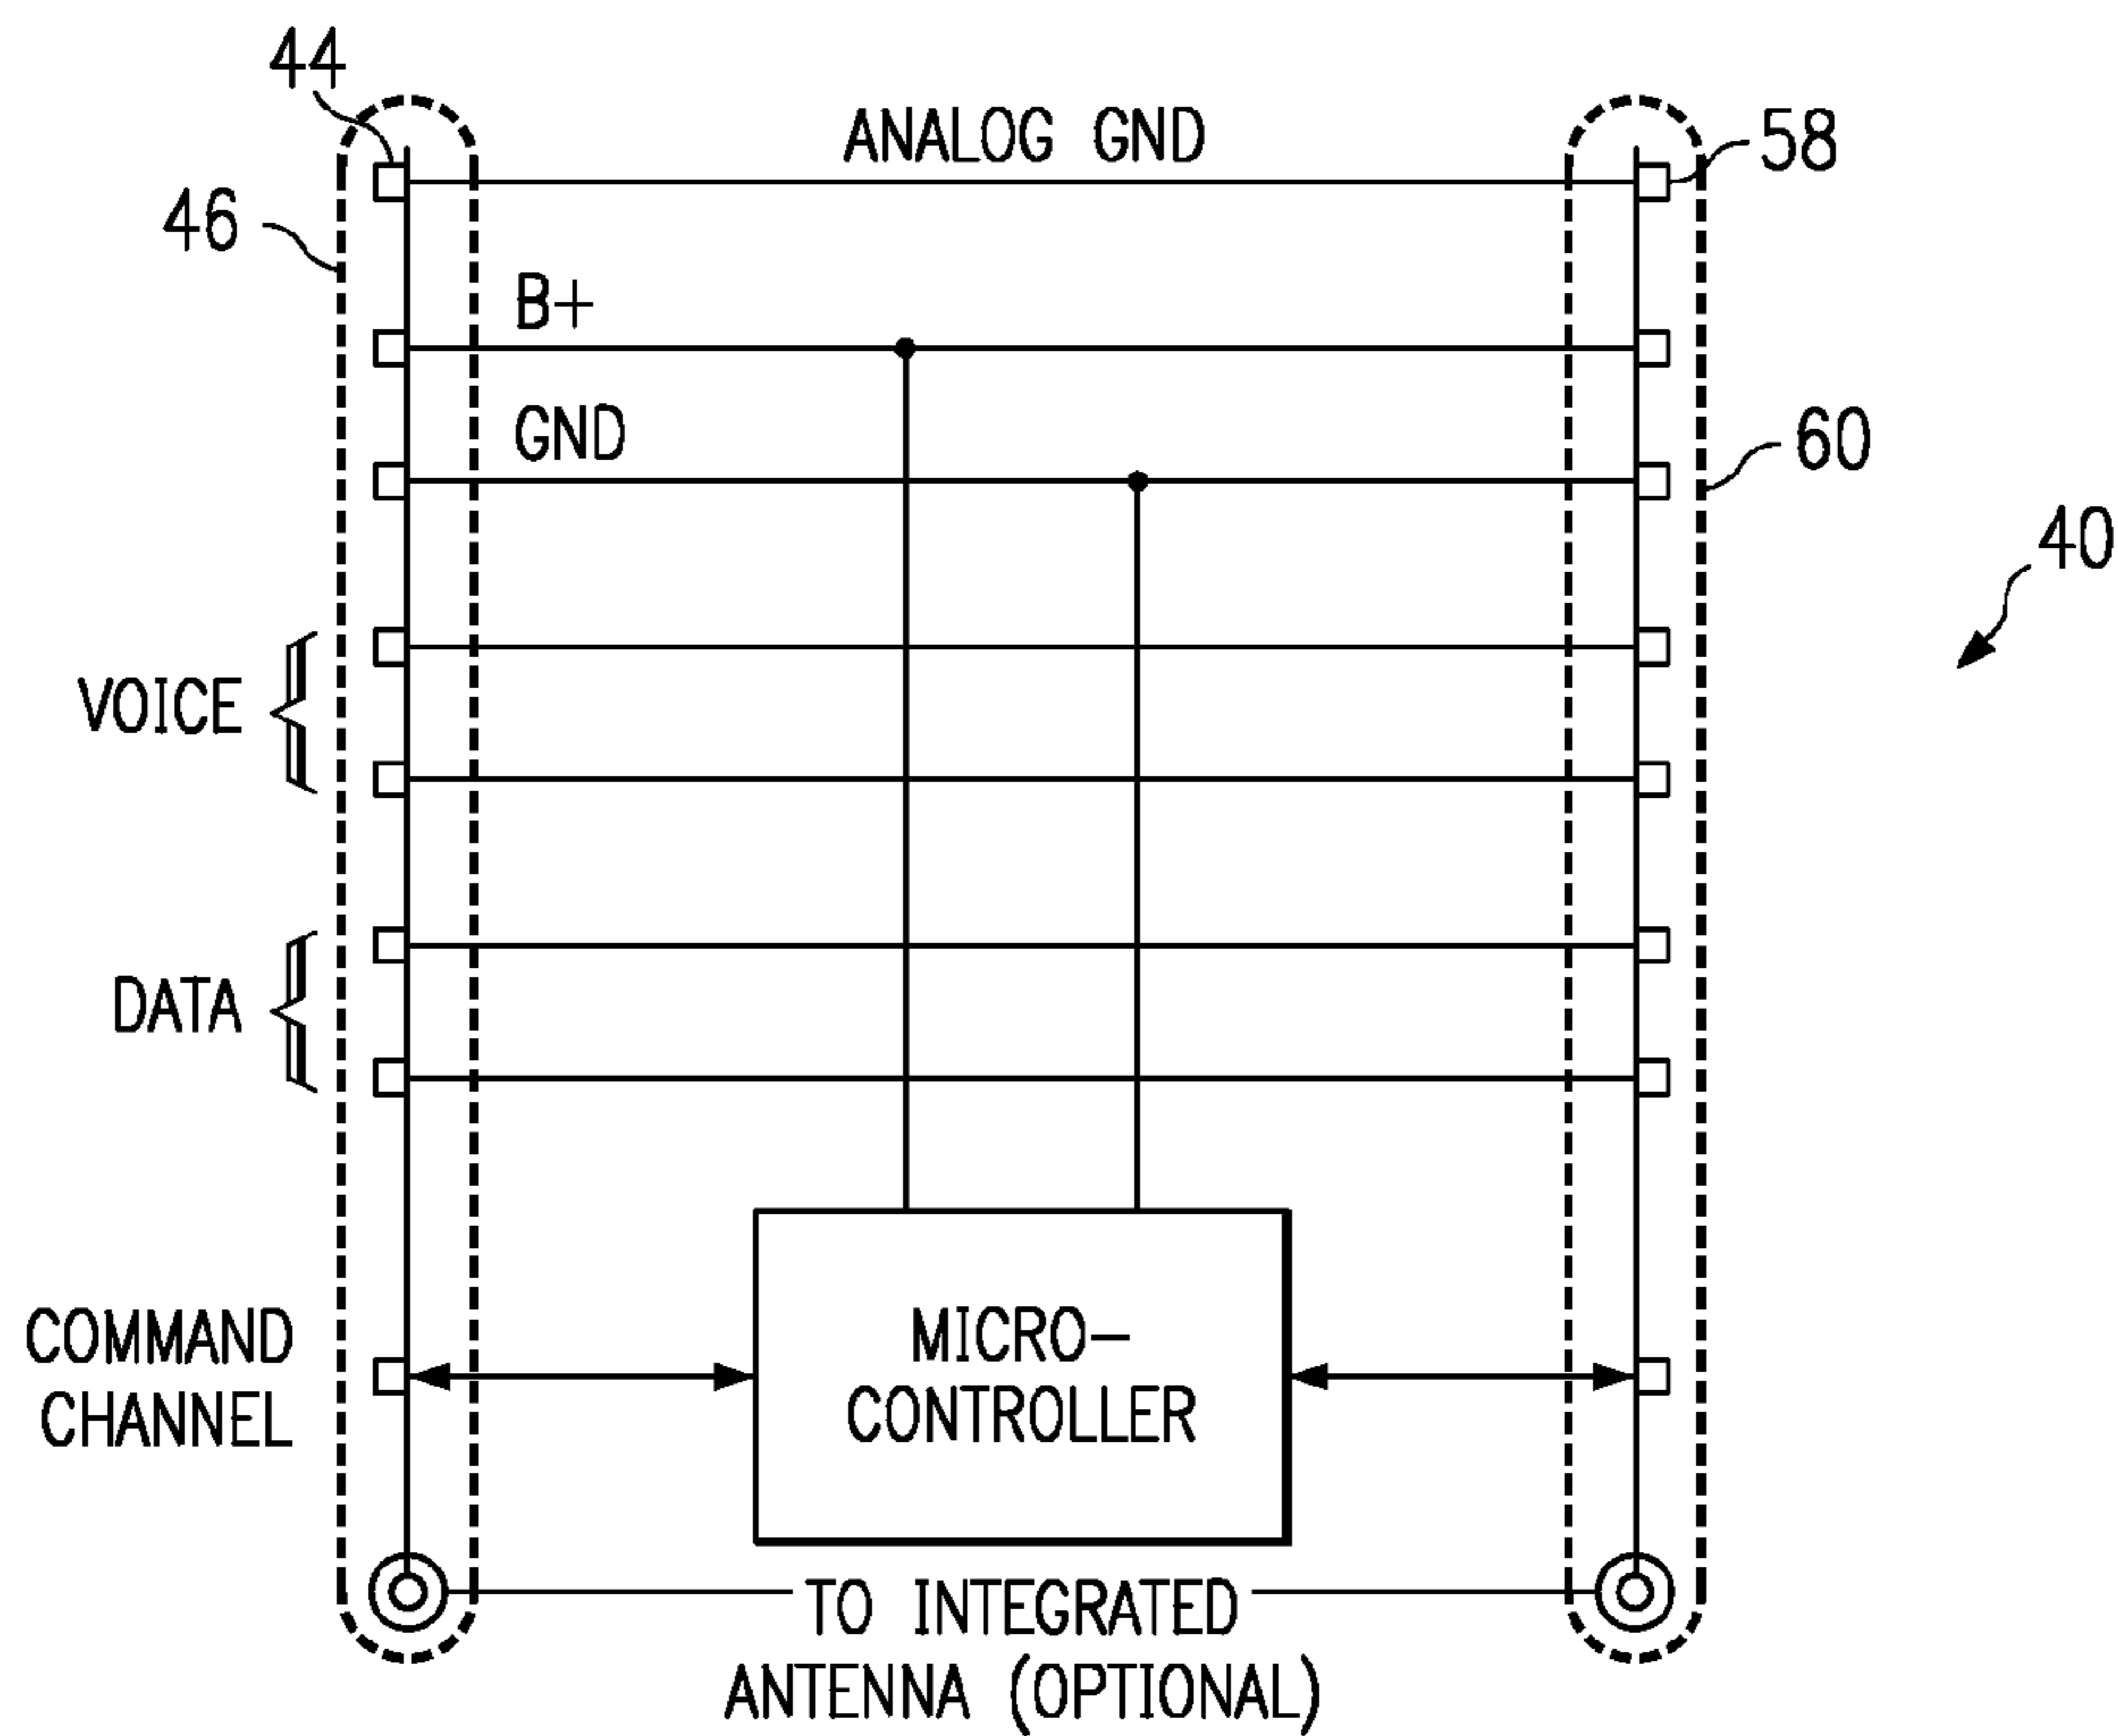 44
ANALOG GND
58
46
B+
GND
60
40
VOICE
DATA
COMMAND
CHANNEL
MICRO-
CONTROLLER
TO INTEGRATED
ANTENNA (OPTIONAL)